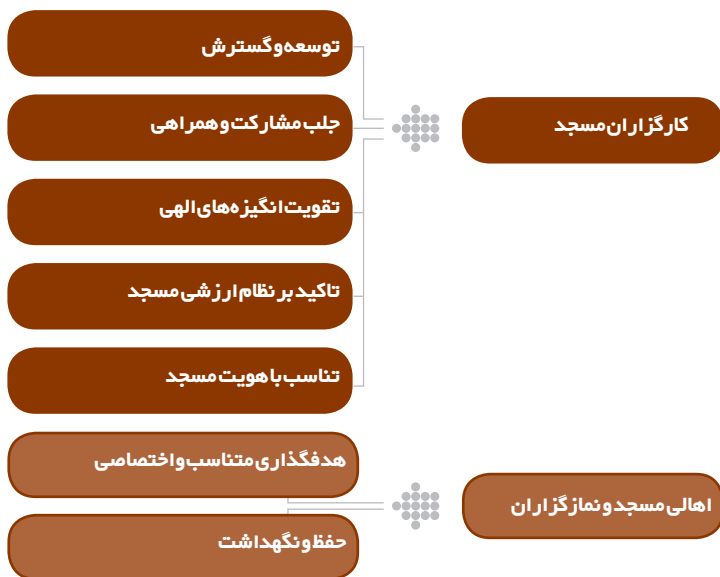 کارگزاران مسجد
توسعه و گسترش
جلب مشارکت و همراهی
تقویت انگیزه‌های الهی
تاکید بر نظام ارزشی مسجد
تناسب با هویت مسجد
اهالی مسجد و نمازگزاران
هدفگذاری متناسب و اختصاصی
حفظ و نگهداشت